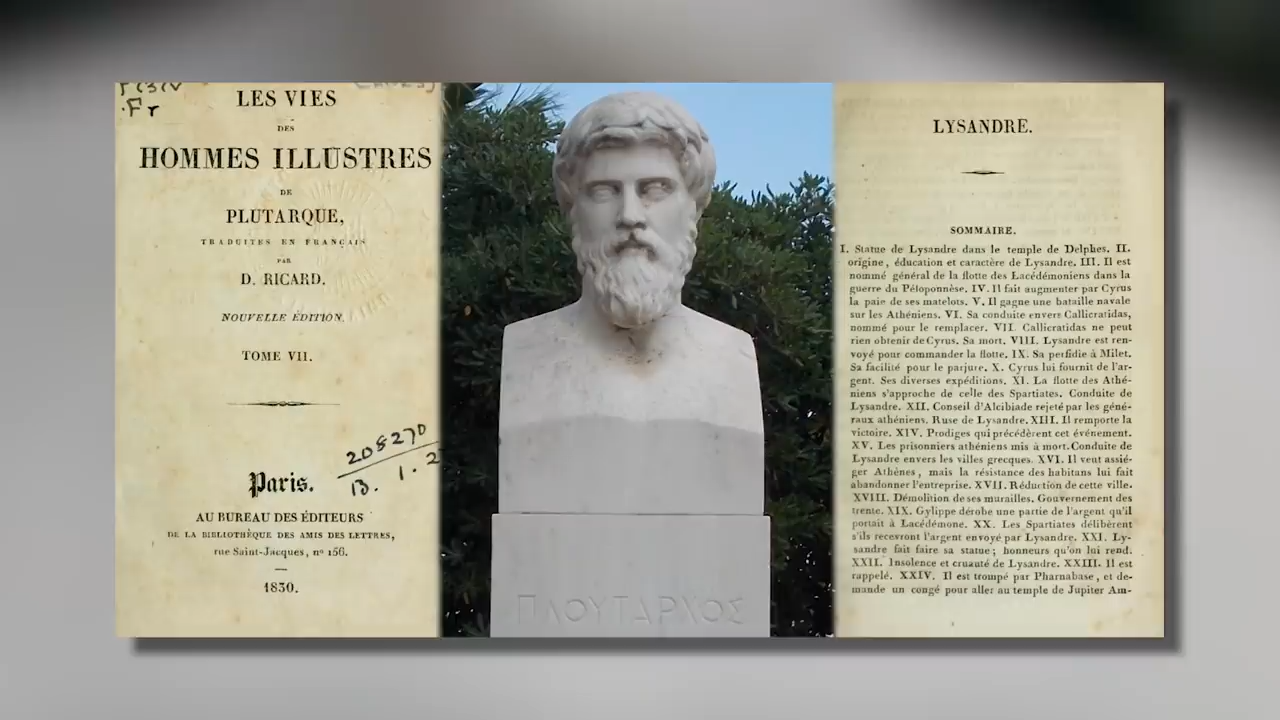 ·Fr
LES VIES
DES
HOMMES ILLUSTRES
DE
PLUTARQUE,
TRADUITES EN FRANÇAIS
PAR
D. RICARD.
NOUVELLE ÉDITION.
TOME VII.
208270
13. 1. 2
Paris.
AU BUREAU DES ÉDITEURS
DE LA BIBLIOTHÈQUE DES AMIS DES LETTRES,
rue Saint-Jacques, nº 156.
1830.
ΠΛΟΥΤΑΡΧΟΣ
LYSANDRE.
SOMMAIRE.
I. Statue de Lysandre dans le temple de Delphes. II.
origine, éducation et caractère de Lysandre. III. Il est
nommé général de la flotte des Lacédémoniens dans la
guerre du Péloponnèse. IV. Il fait augmenter par Cyrus
la paie de ses matelots. V. Il gagne une bataille navale
sur les Athéniens. VI. Sa conduite envers Callicratidas,
nommé pour le remplacer. VII. Callicratidas ne peut
rien obtenir de Cyrus. Sa mort. VIII. Lysandre est ren-
voyé pour commander la flotte. IX. Sa perfidie à Milet.
Sa facilité pour le parjure. X. Cyrus lui fournit de l'ar-
gent. Ses diverses expéditions. XI. La flotte des Athé-
niens s'approche de celle des Spartiates. Conduite de
Lysandre. XII. Conseil d'Alcibiade rejeté par les géné-
raux athéniens. Ruse de Lysandre. XIII. Il remporte la
victoire. XIV. Prodiges qui précédèrent cet événement.
XV. Les prisonniers athéniens mis à mort. Conduite de
Lysandre envers les villes grecques. XVI. Il veut assié-
ger Athènes, mais la résistance des habitans lui fait
abandonner l'entreprise. XVII. Réduction de cette ville.
XVIII. Démolition de ses murailles. Gouvernement des
trente. XIX. Gylippe dérobe une partie de l'argent qu'il
portait à Lacédémone. XX. Les Spartiates délibèrent
s'ils recevront l'argent envoyé par Lysandre. XXI. Ly-
sandre fait faire sa statue; honneurs qu'on lui rend.
XXII. Insolence et cruauté de Lysandre. XXIII. Il est
rappelé. XXIV. Il est trompé par Pharnabase, et de-
mande un congé pour aller au temple de Jupiter Am-